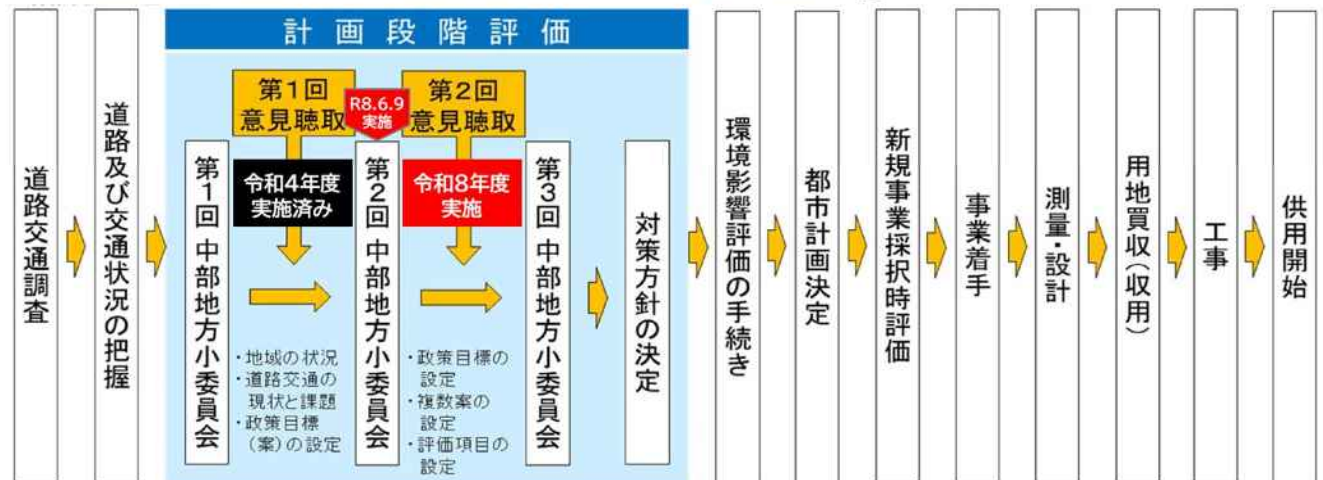 計画段階評価
道路交通調査
道路及び交通状況の把握
第1回
意見聴取
R8.6.9
実施
第2回
意見聴取
第1回 中部地方小委員会
令和4年度
実施済み
・地域の状況
・道路交通の
現状と課題
・政策目標
（案）の設定
第2回 中部地方小委員会
令和8年度
実施
・政策目標の
設定
・複数案の
設定
・評価項目の
設定
第3回 中部地方小委員会
対策方針の決定
環境影響評価の手続き
都市計画決定
新規事業採択時評価
事業着手
測量・設計
用地買収（収用）
工事
供用開始